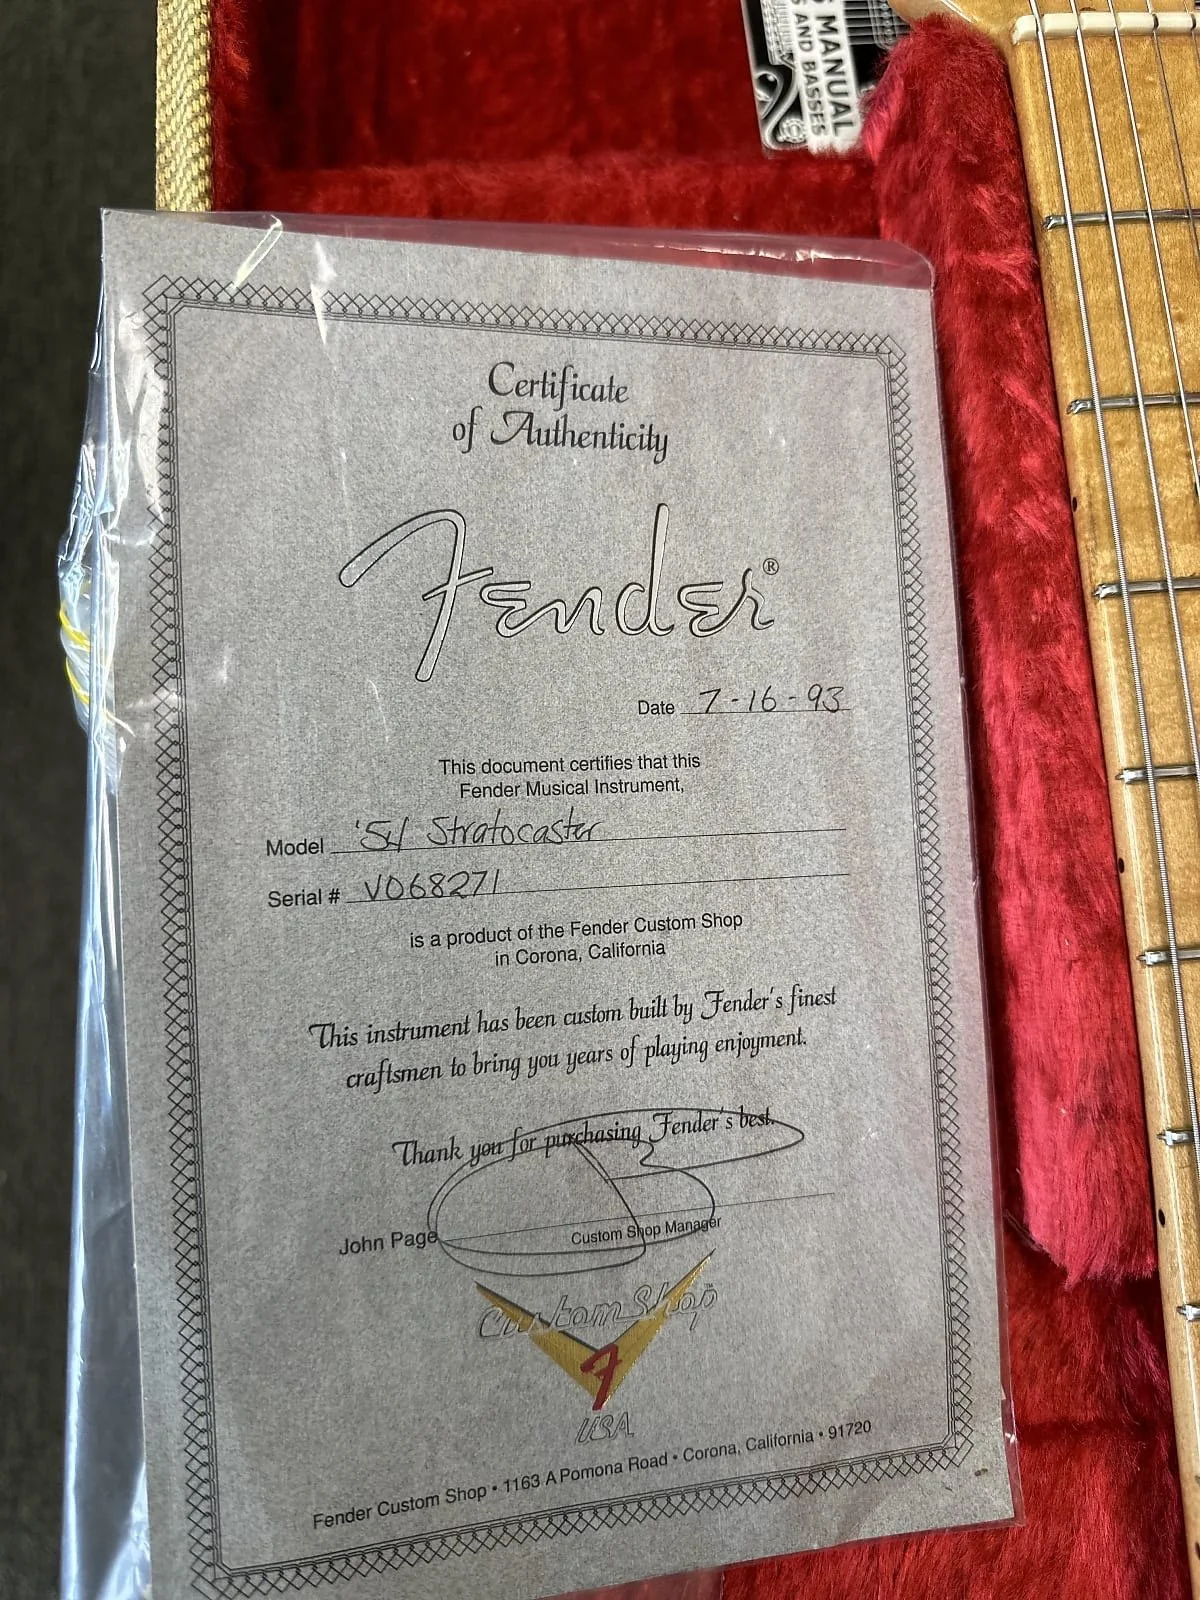 MANUAL
S AND BASSES
Certificate
of Authenticity
Fender®
Date 7-16-93
This document certifies that this
Fender Musical Instrument,
Model '54 Stratocaster
Serial # V068271
is a product of the Fender Custom Shop
in Corona, California
This instrument has been custom built by Fender's finest
craftsmen to bring you years of playing enjoyment.
Thank you for purchasing Fender's best.
John Page
Custom Shop Manager
Custom Shop™
F
USA
Fender Custom Shop • 1163 A Pomona Road • Corona, California • 91720